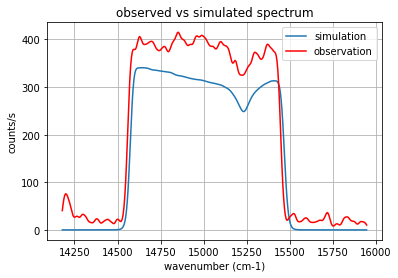 observed vs simulated spectrum
simulation
observation
counts/s
400
300
200
100
0
14250
14500
14750
15000
15250
15500
15750
16000
wavenumber (cm-1)